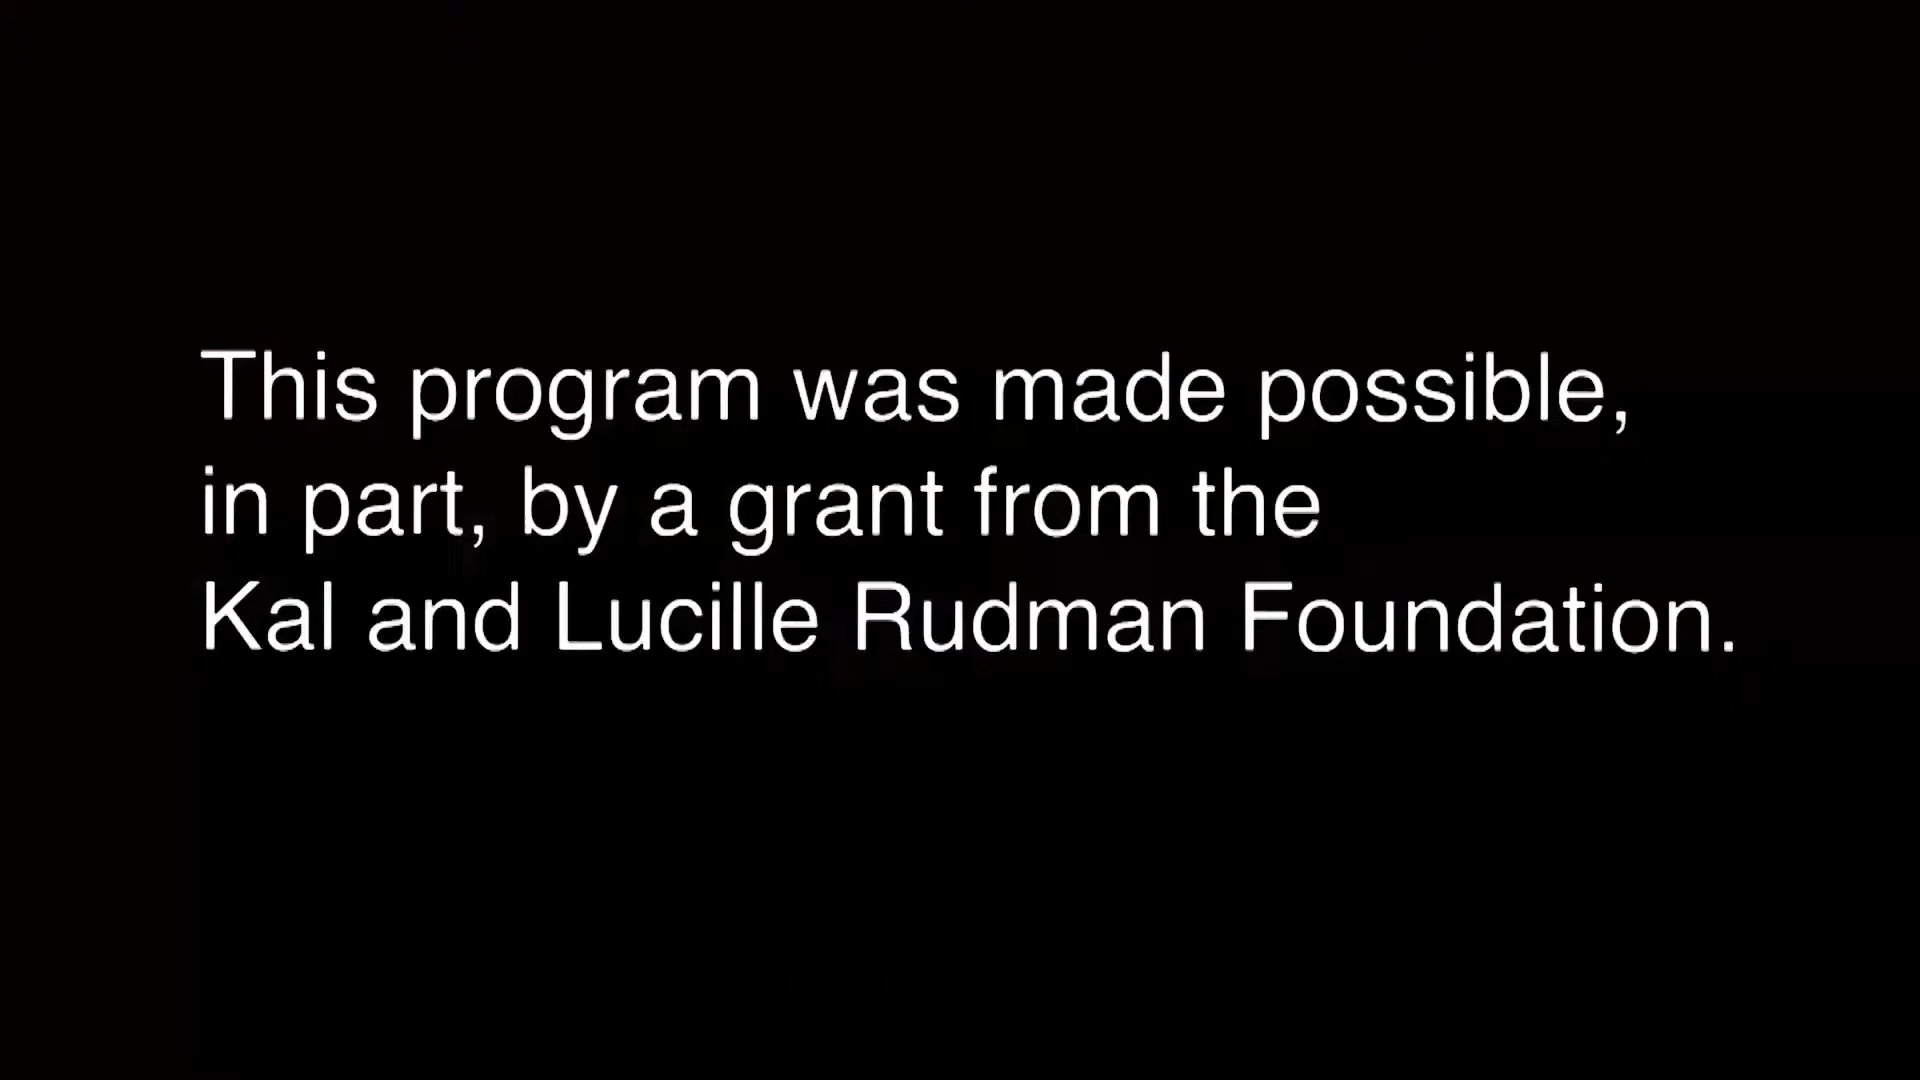 This program was made possible,
in part, by a grant from the
Kal and Lucille Rudman Foundation.